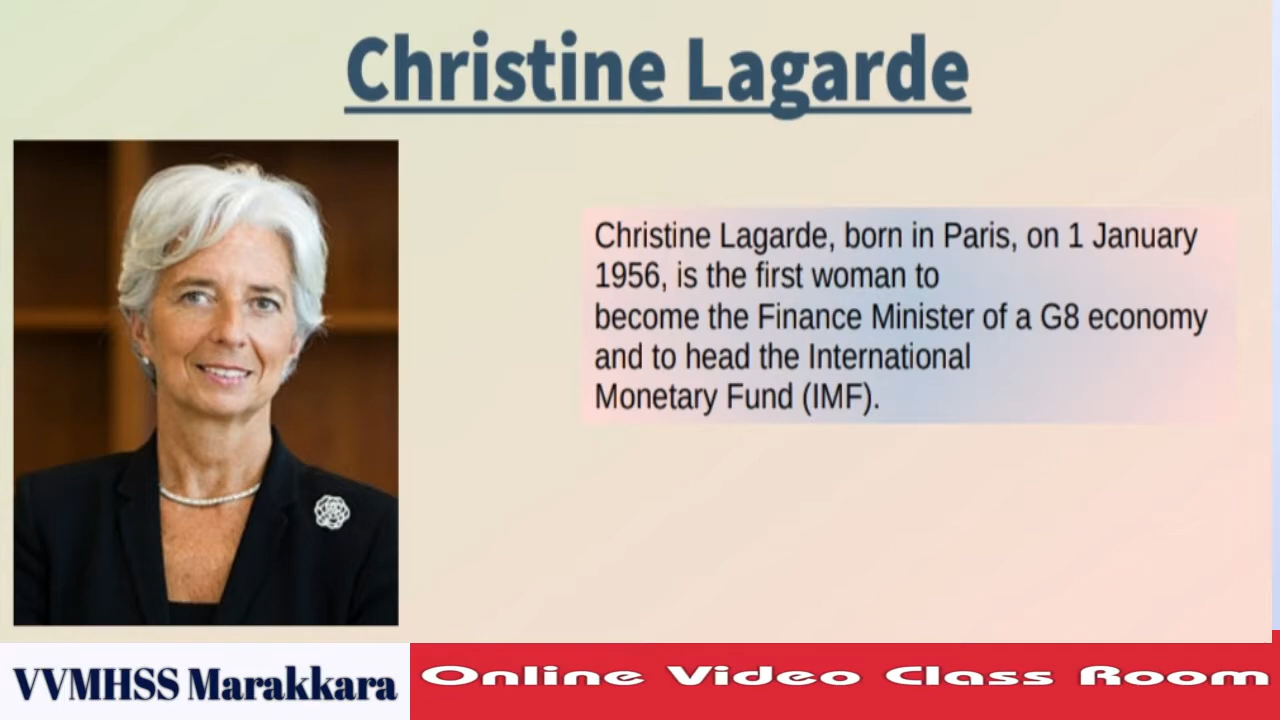 Christine Lagarde
Christine Lagarde, born in Paris, on 1 January
1956, is the first woman to
become the Finance Minister of a G8 economy
and to head the International
Monetary Fund (IMF).
VVMHSS Marakkara
Online Video Class Room